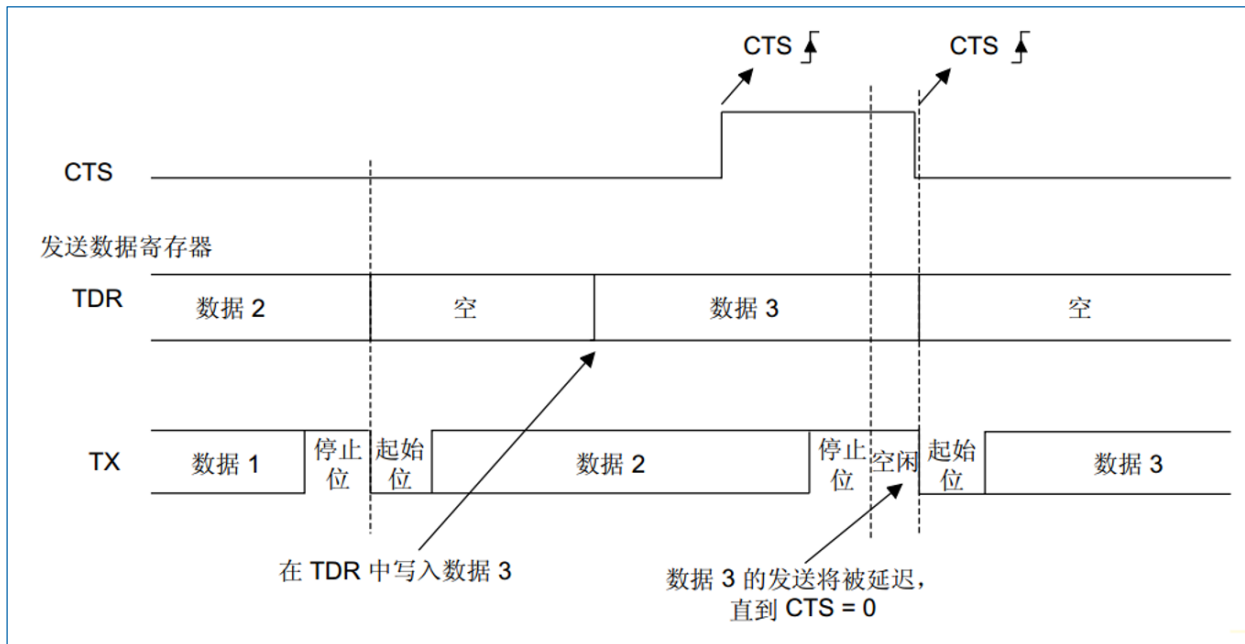 CTS
CTS
CTS
发送数据寄存器
TDR
数据 2
空
数据 3
空
TX
数据 1
停止
位
起始
位
数据 2
停止
位
空闲
起始
位
数据 3
在 TDR 中写入数据 3
数据 3 的发送将被延迟，
直到 CTS = 0